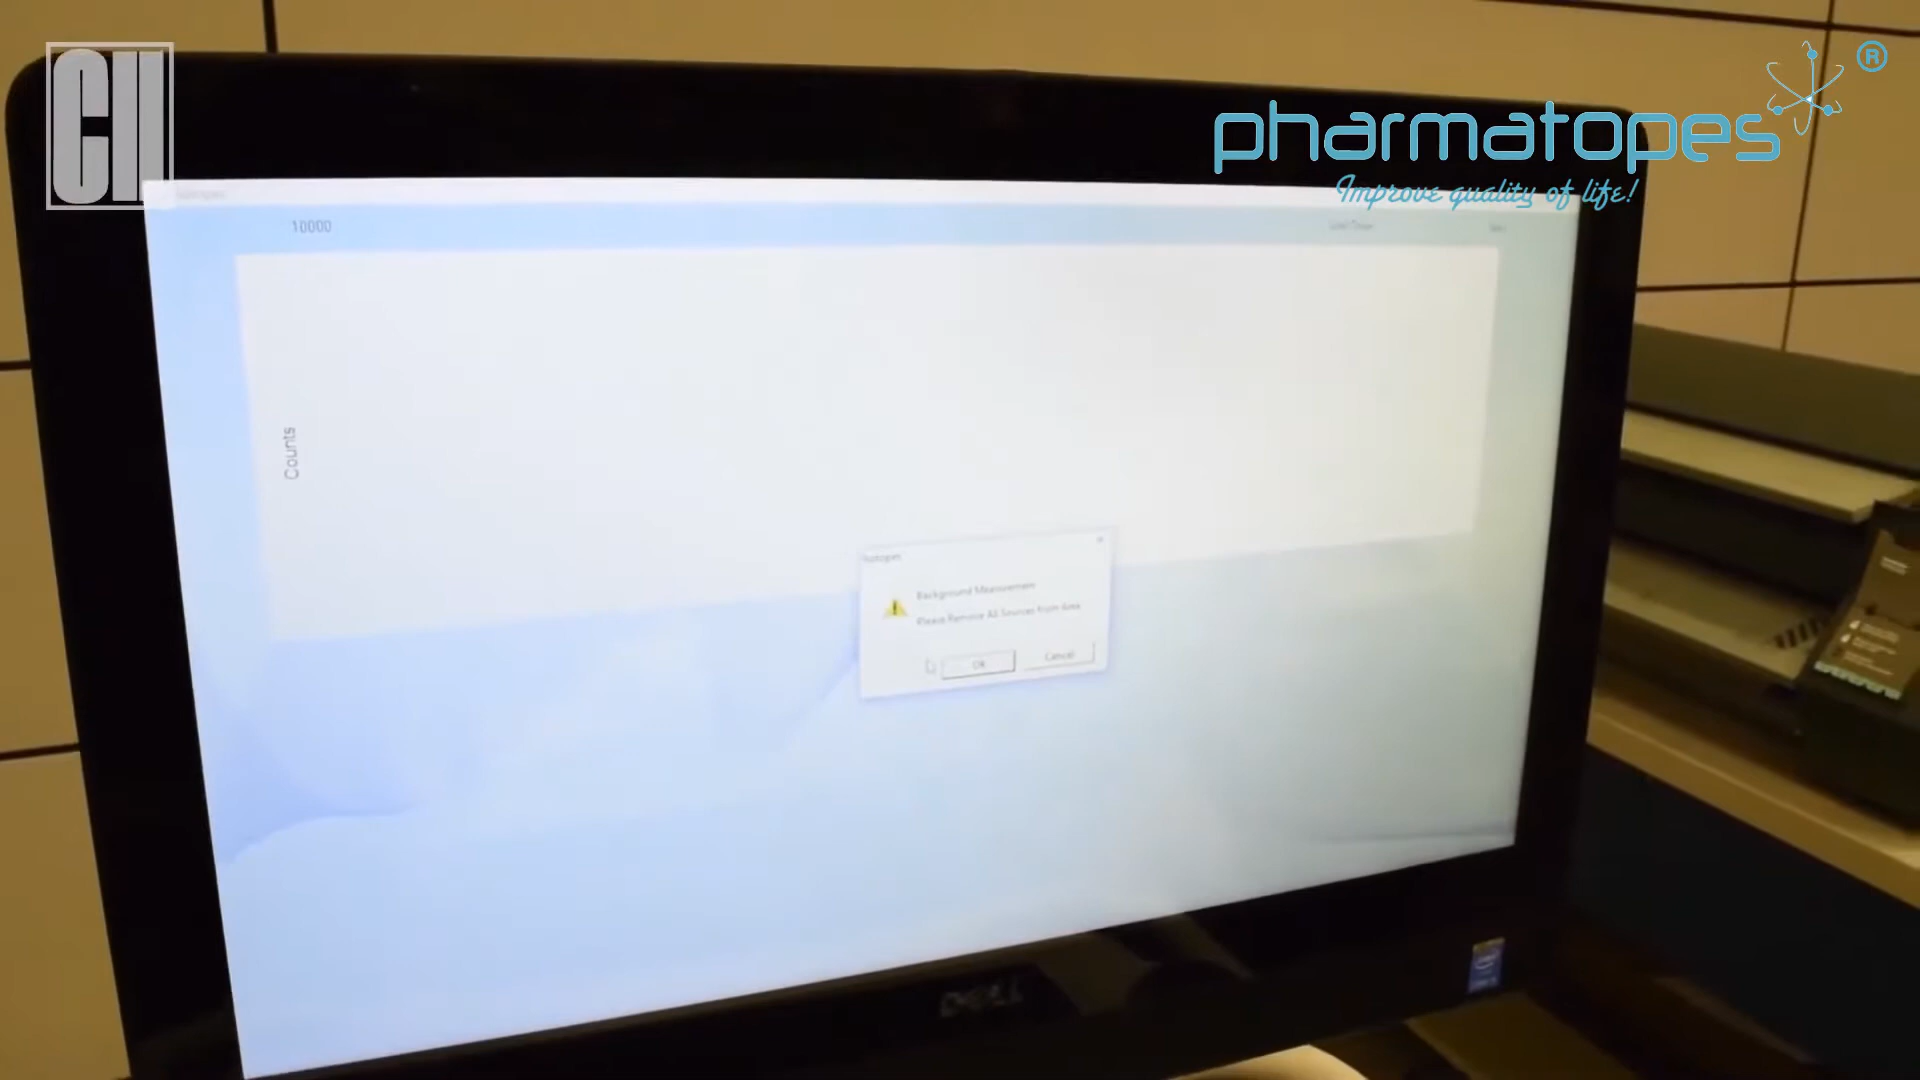 CII
pharmatopes ®
Improve quality of life!
10000
Counts
Background Measurement
Please Remove All Sources From Area
Ok
Cancel
DELL